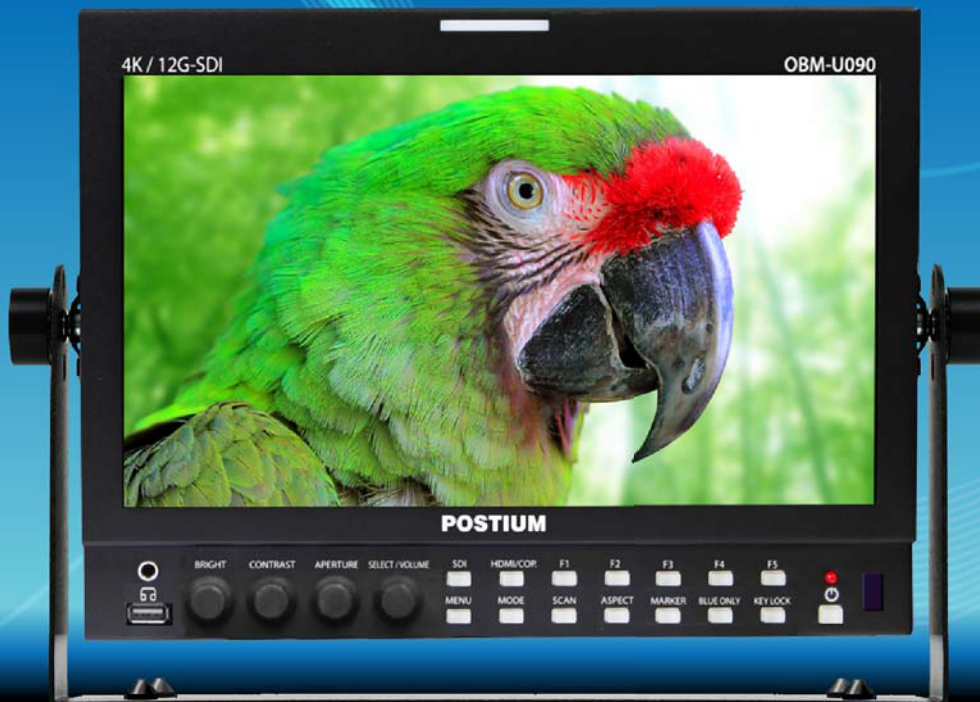 4K / 12G-SDI
OBM-U090
POSTIUM
BRIGHT CONTRAST APERTURE SELECT / VOLUME
SDI HDMI/COP. F1 F2 F3 F4 F5
MENU MODE SCAN ASPECT MARKER BLUE ONLY KEY LOCK